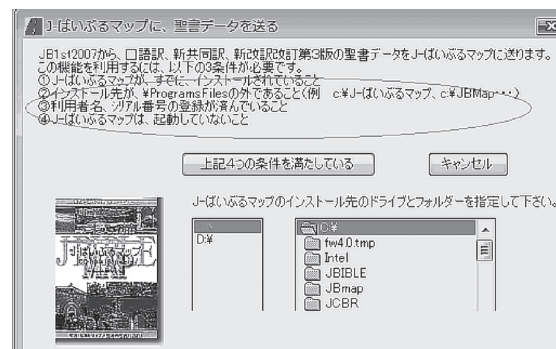 J-ばいぶるマップに、聖書データを送る
JB1st2007から、口語訳、新共同訳、新改訳改訂第3版の聖書データをJ-ばいぶるマップに送ります。
この機能を利用するには、以下の3条件が必要です。
①J-ばいぶるマップが、すでに、インストールされていること
②インストール先が、¥ProgramsFilesの外であること(例 c:¥J-ばいぶるマップ、c:¥JBMap・・・)
③利用者名、シリアル番号の登録が済んでいること
④J-ばいぶるマップは、起動していないこと
上記4つの条件を満たしている
キャンセル
J-ばいぶるマップのインストール先のドライブとフォルダーを指定して下さい。
D:¥
C:¥
fw4.0.tmp
Intel
JBIBLE
JBmap
JCBR
J-BIBLE
MAP